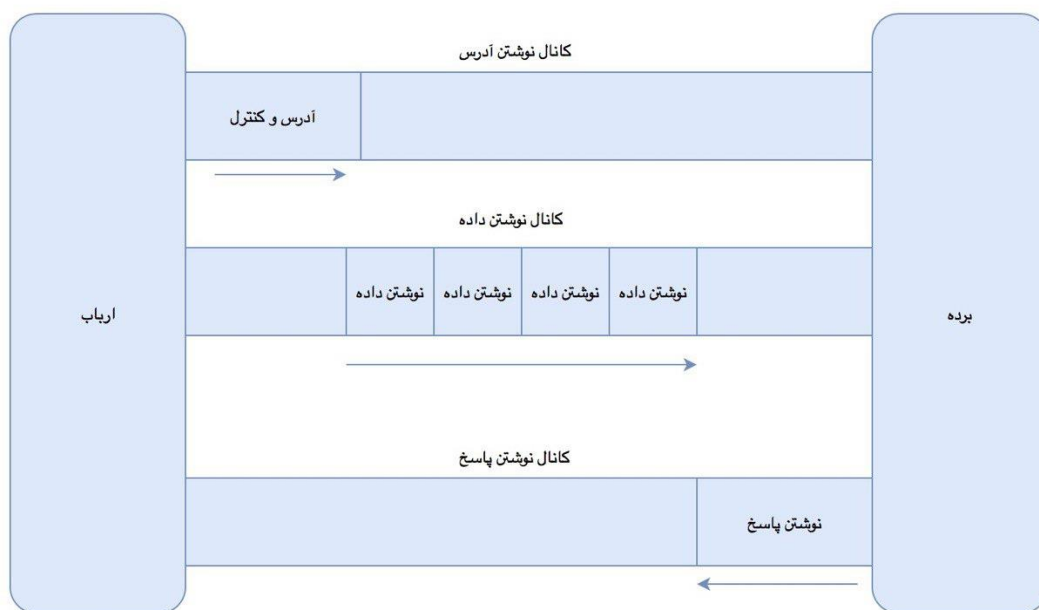 کانال نوشتن آدرس
آدرس و کنترل
کانال نوشتن داده
نوشتن داده
نوشتن داده
نوشتن داده
نوشتن داده
ارباب
برده
کانال نوشتن پاسخ
نوشتن پاسخ